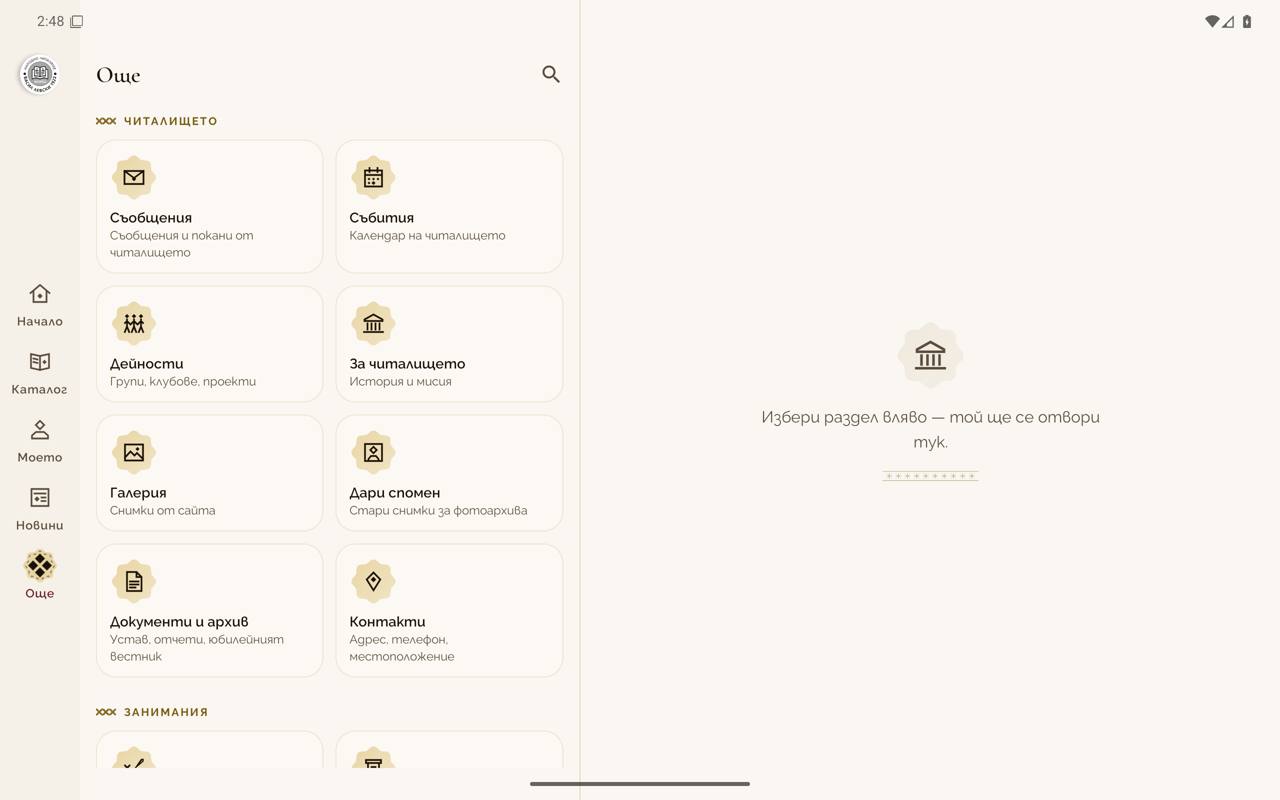 2:48
Още
ЧИТАЛИЩЕТО
Съобщения
Съобщения и покани от
читалището
Събития
Календар на читалището
Дейности
Групи, клубове, проекти
За читалището
История и мисия
Галерия
Снимки от сайта
Дари спомен
Стари снимки за фотоархива
Документи и архив
Устав, отчети, юбилейният
вестник
Контакти
Адрес, телефон,
местоположение
ЗАНИМАНИЯ
Начало
Каталог
Моето
Новини
Още
Избери раздел вляво — той ще се отвори
тук.